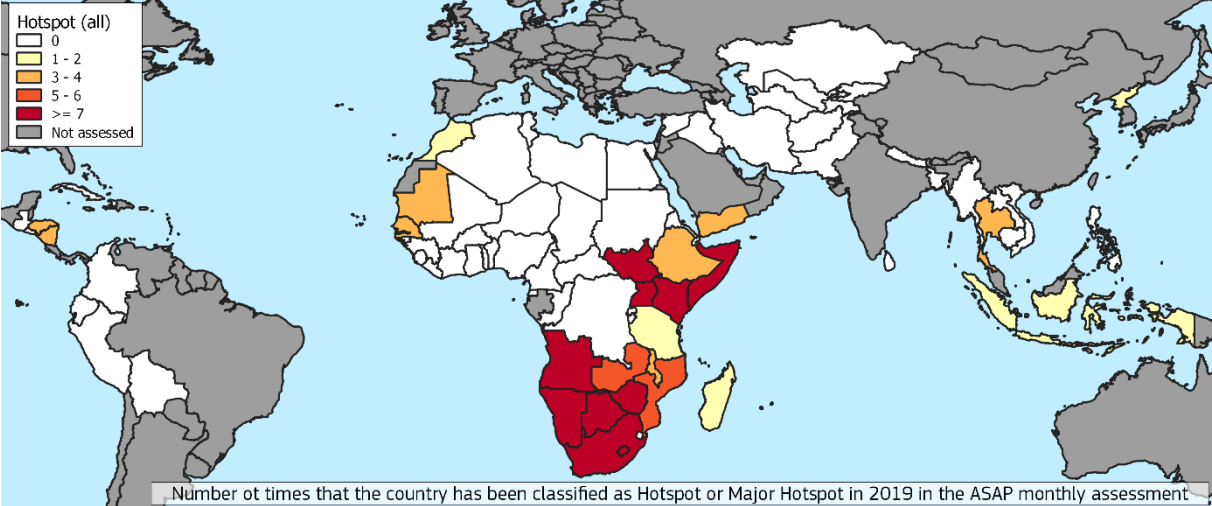 Hotspot (all)
0
1 - 2
3 - 4
5 - 6
>= 7
Not assessed
Number of times that the country has been classified as Hotspot or Major Hotspot in 2019 in the ASAP monthly assessment